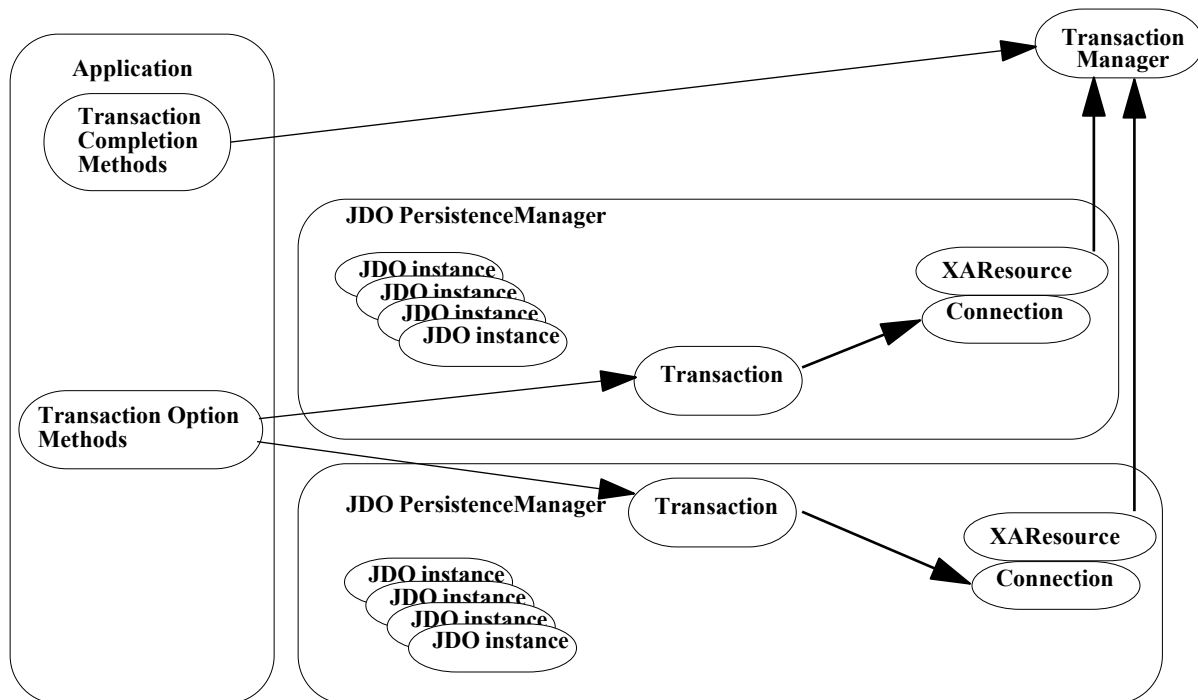 Transaction
Manager
Application
Transaction
Completion
Methods
JDO PersistenceManager
JDO instance
JDO instance
JDO instance
JDO instance
XAResource
Connection
Transaction
Transaction Option
Methods
JDO PersistenceManager
Transaction
XAResource
Connection
JDO instance
JDO instance
JDO instance
JDO instance